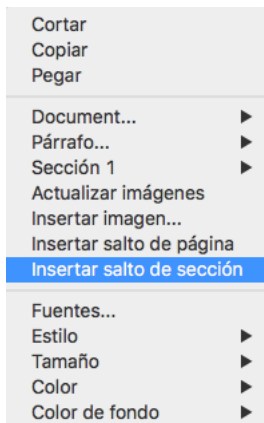 Cortar
Copiar
Pegar
Document...
Párrafo...
Sección 1
Actualizar imágenes
Insertar imagen...
Insertar salto de página
Insertar salto de sección
Fuentes...
Estilo
Tamaño
Color
Color de fondo